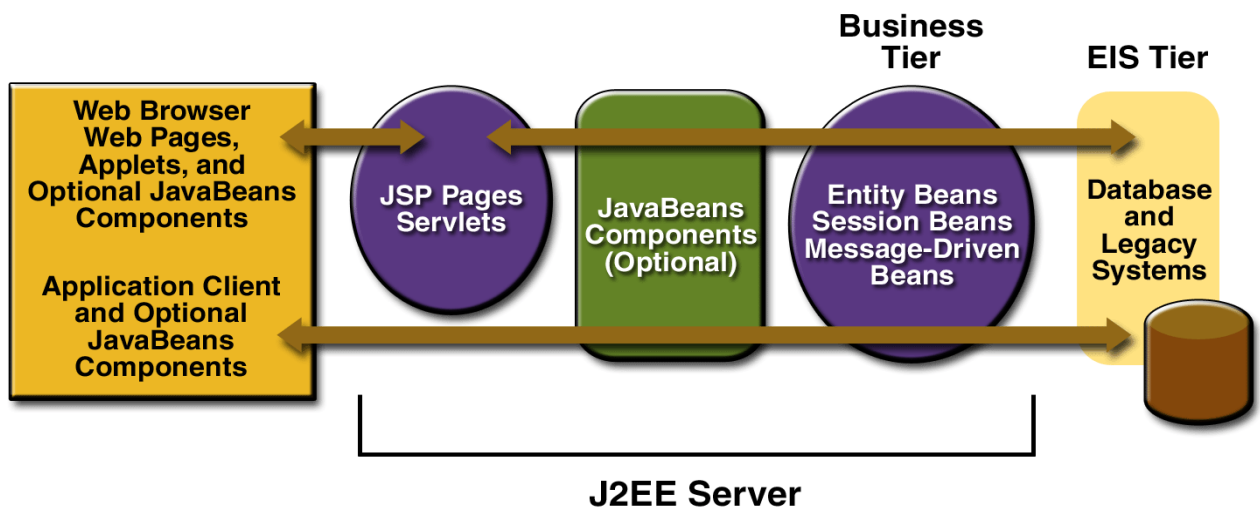 Business
Tier
EIS Tier
Web Browser
Web Pages,
Applets, and
Optional JavaBeans
Components
Application Client
and Optional
JavaBeans
Components
JSP Pages
Servlets
JavaBeans
Components
(Optional)
Entity Beans
Session Beans
Message-Driven
Beans
Database
and
Legacy
Systems
J2EE Server